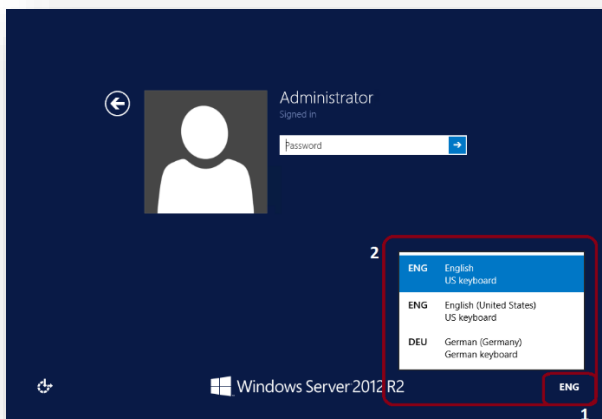 Administrator
Signed in
Password
2
ENG English
US keyboard
ENG English (United States)
US keyboard
DEU German (Germany)
German keyboard
Windows Server 2012 R2
ENG
1